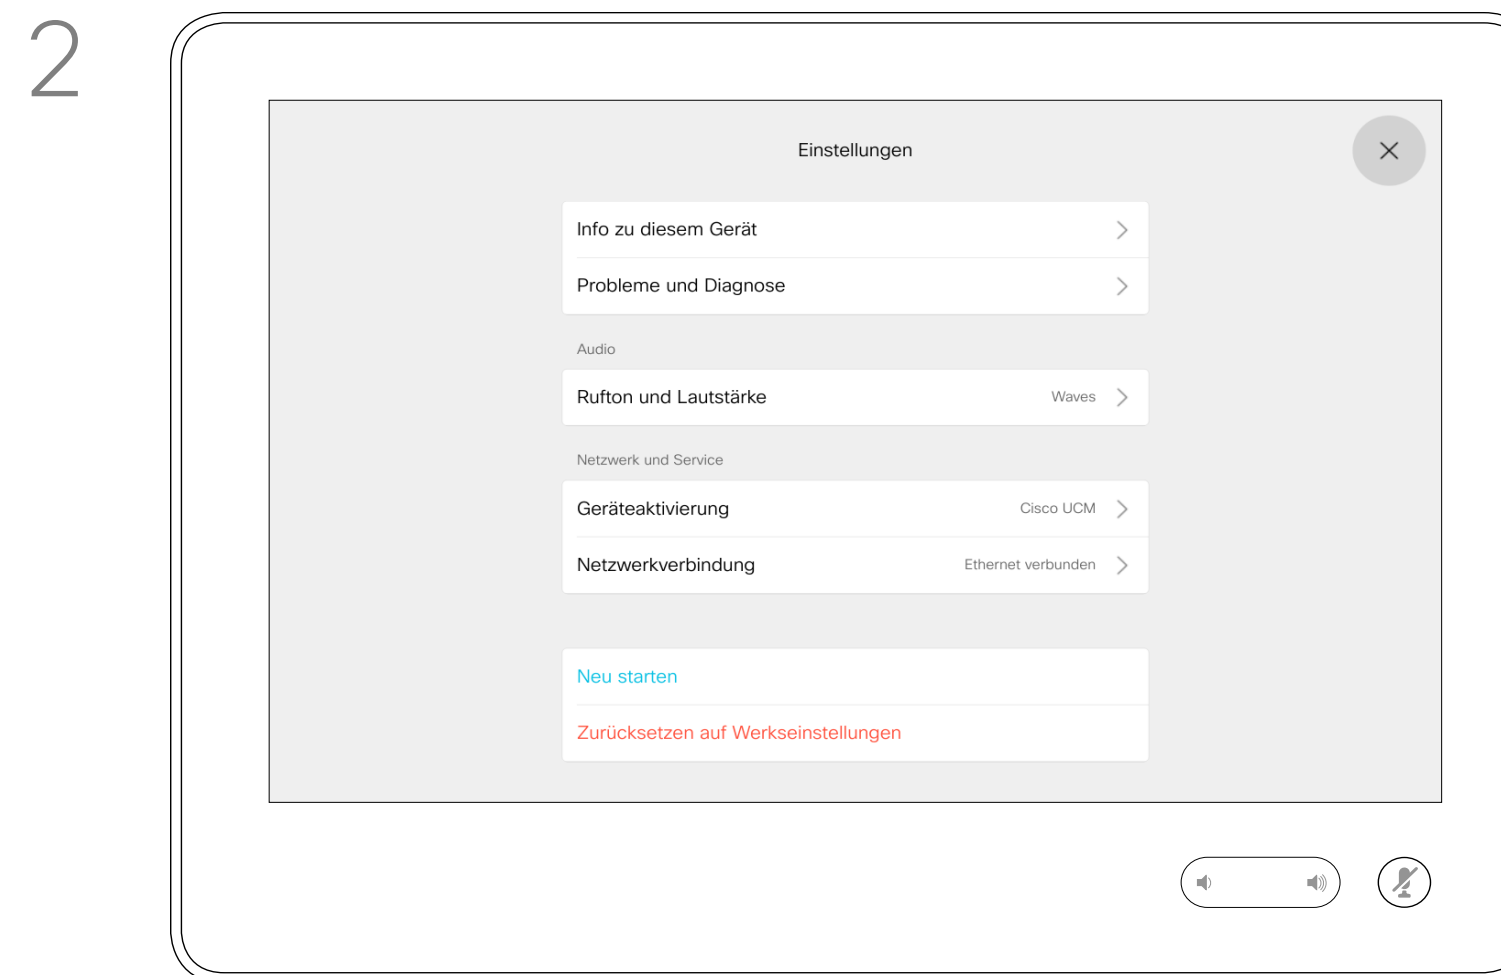 2
Einstellungen
Info zu diesem Gerät
Probleme und Diagnose
Audio
Rufton und Lautstärke Waves
Netzwerk und Service
Geräteaktivierung Cisco UCM
Netzwerkverbindung Ethernet verbunden
Neu starten
Zurücksetzen auf Werkseinstellungen